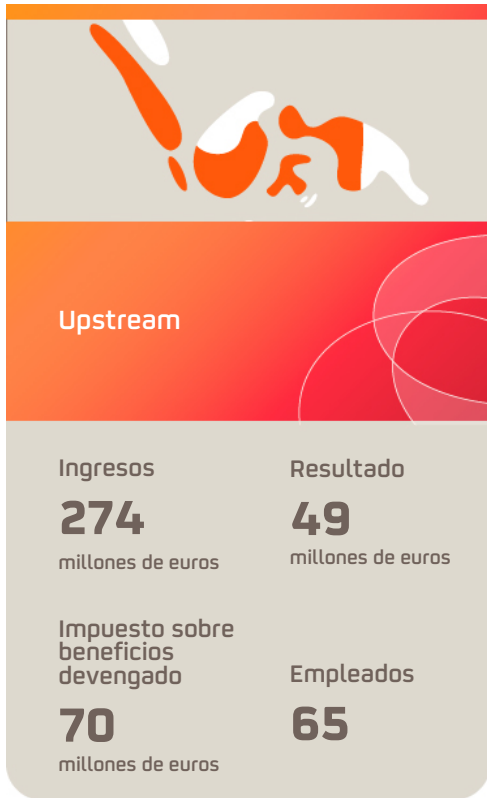 Upstream
Ingresos
274
millones de euros
Resultado
49
millones de euros
Impuesto sobre
beneficios
devengado
70
millones de euros
Empleados
65